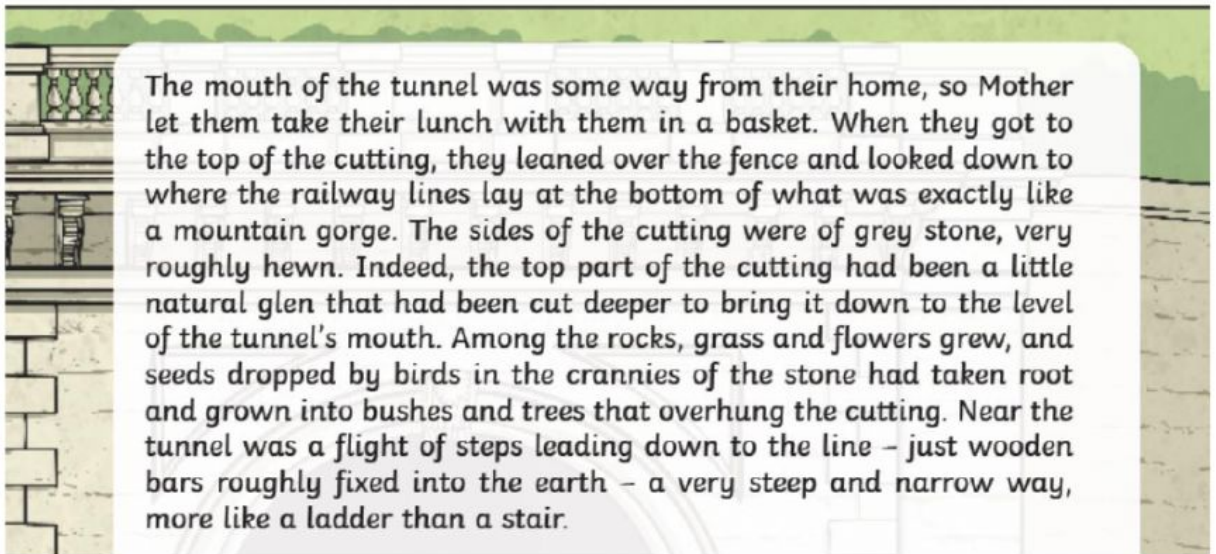 The mouth of the tunnel was some way from their home, so Mother
let them take their lunch with them in a basket. When they got to
the top of the cutting, they leaned over the fence and looked down to
where the railway lines lay at the bottom of what was exactly like
a mountain gorge. The sides of the cutting were of grey stone, very
roughly hewn. Indeed, the top part of the cutting had been a little
natural glen that had been cut deeper to bring it down to the level
of the tunnel's mouth. Among the rocks, grass and flowers grew, and
seeds dropped by birds in the crannies of the stone had taken root
and grown into bushes and trees that overhung the cutting. Near the
tunnel was a flight of steps leading down to the line – just wooden
bars roughly fixed into the earth – a very steep and narrow way,
more like a ladder than a stair.